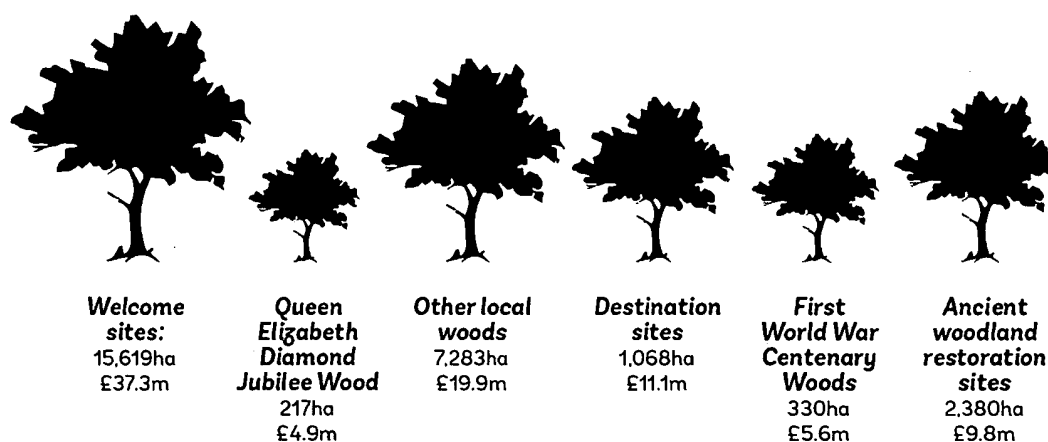 Welcome
sites:
15,619ha
£37.3m
Queen
Elizabeth
Diamond
Jubilee Wood
217ha
£4.9m
Other local
woods
7,283ha
£19.9m
Destination
sites
1,068ha
£11.1m
First
World War
Centenary
Woods
330ha
£5.6m
Ancient
woodland
restoration
sites
2,380ha
£9.8m